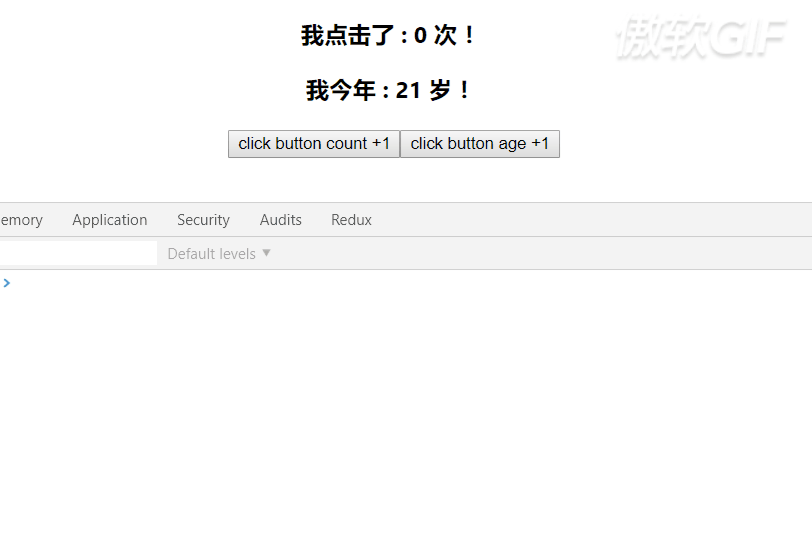 傲软GIF
我点击了 : 0 次 !
我今年 : 21 岁 !
click button count +1 click button age +1
emory Application Security Audits Redux
Default levels ▼